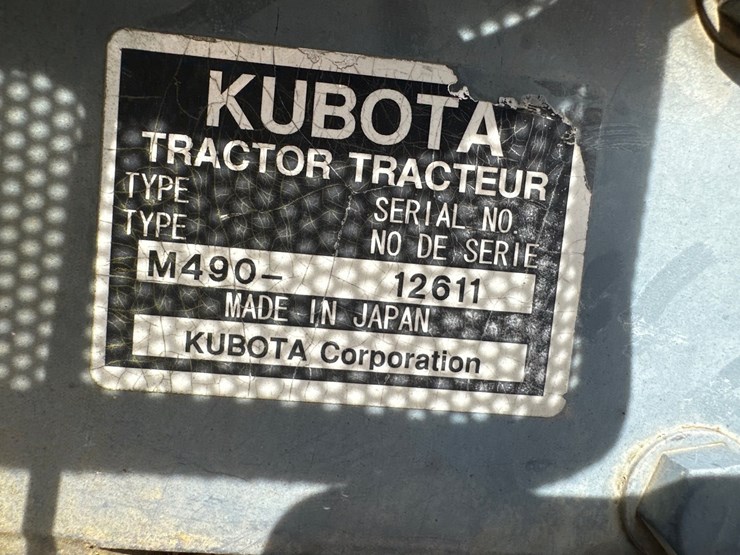 KUBOTA
TRACTOR TRACTEUR
TYPE SERIAL NO.
TYPE NO DE SERIE
M490- 12611
MADE IN JAPAN
KUBOTA Corporation